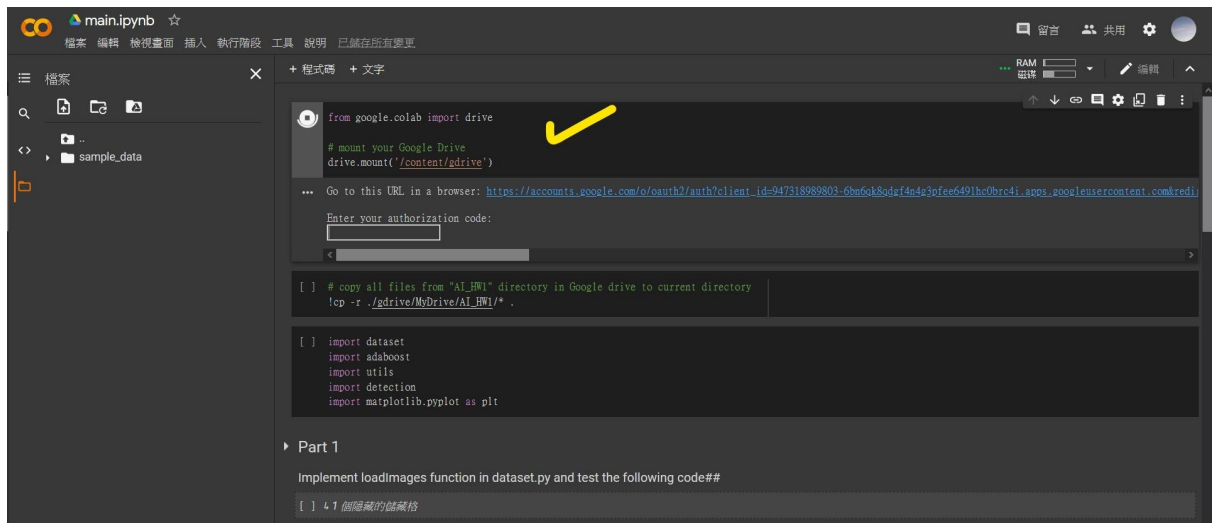 main.ipynb
檔案 編輯 檢視畫面 插入 執行階段 工具 說明 已儲存所有變更
留言 共用
檔案
+ 程式碼 + 文字
RAM
磁碟
編輯
..
sample_data
from google.colab import drive
# mount your Google Drive
drive.mount('/content/gdrive')
Go to this URL in a browser: https://accounts.google.com/o/oauth2/auth?client_id=947318989803-6bn6qk8qdgf4n4g3pfee6491hc0brc4i.apps.googleusercontent.com&redi
Enter your authorization code:
[ ] # copy all files from "AI_HW1" directory in Google drive to current directory
!cp -r ./gdrive/MyDrive/AI_HW1/* .
[ ] import dataset
import adaboost
import utils
import detection
import matplotlib.pyplot as plt
Part 1
Implement loadImages function in dataset.py and test the following code##
[ ] ↳ 1 個隱藏的儲藏格